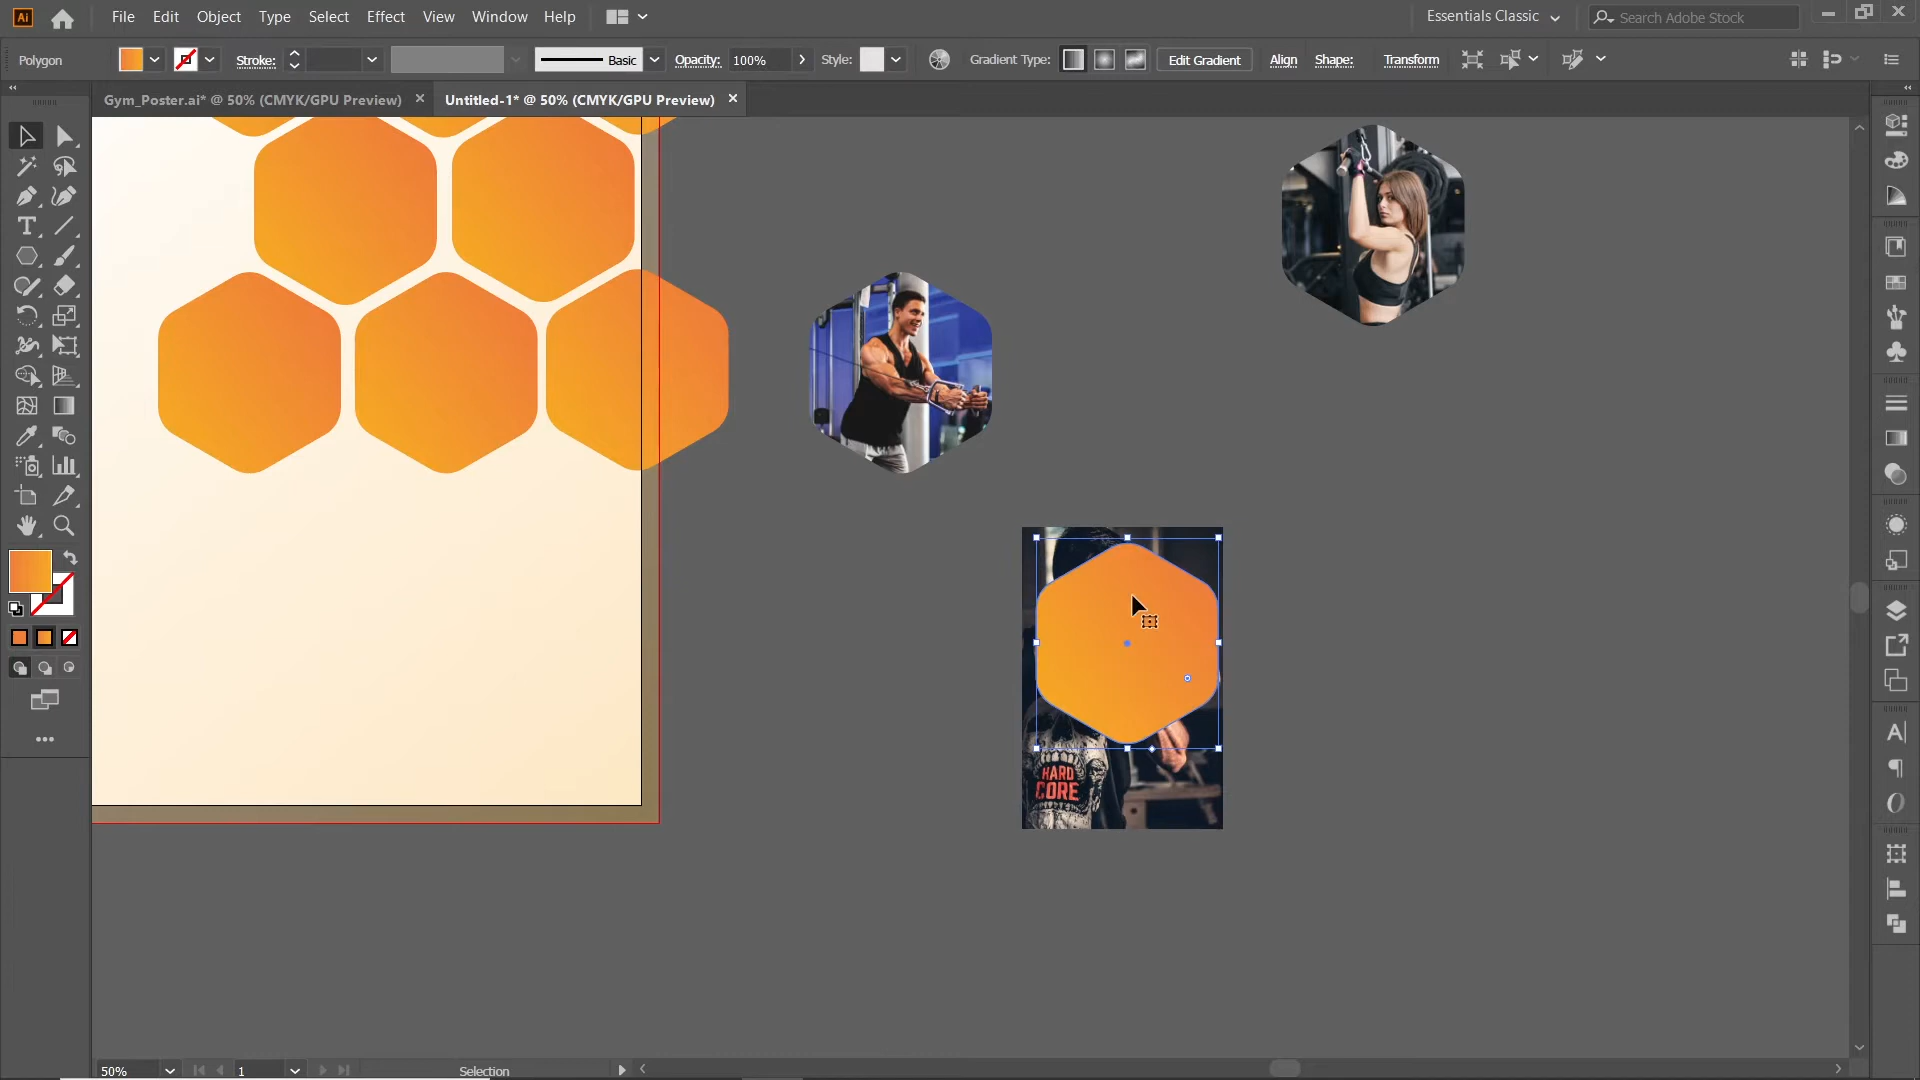 Ai File Edit Object Type Select Effect View Window Help Essentials Classic Search Adobe Stock
Polygon Stroke: Basic Opacity: 100% Style: Gradient Type: Edit Gradient Align Shape: Transform
Gym_Poster.ai* @ 50% (CMYK/GPU Preview) Untitled-1* @ 50% (CMYK/GPU Preview)
HARD
CORE
50% 1 Selection